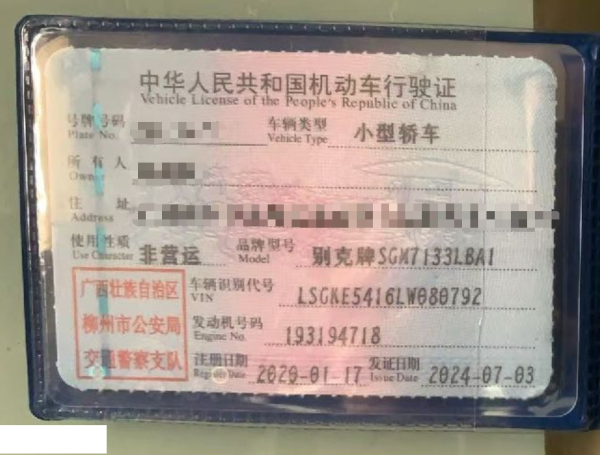 中华人民共和国机动车行驶证
Vehicle License of the People's Republic of China
号牌号码 车辆类型 小型轿车
Plate No. Vehicle Type
所有人
Owner
住址
Address
使用性质 非营运 品牌型号 别克牌SGM7133LBA1
Use Character Model
广西壮族自治区 车辆识别代号 LSGKE5416LW080792
VIN
柳州市公安局 发动机号码 193194718
Engine No.
交通警察支队 注册日期 2020-01-17 发证日期 2024-07-03
Register Date Issue Date